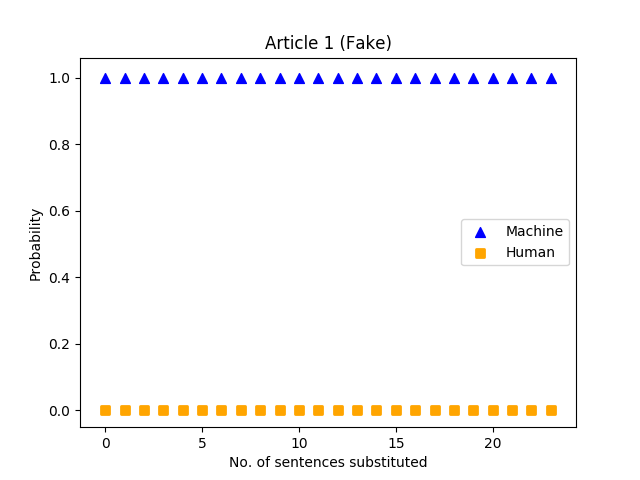 Article 1 (Fake)
1.0
0.8
0.6
0.4
0.2
0.0
Probability
Machine
Human
0 5 10 15 20
No. of sentences substituted